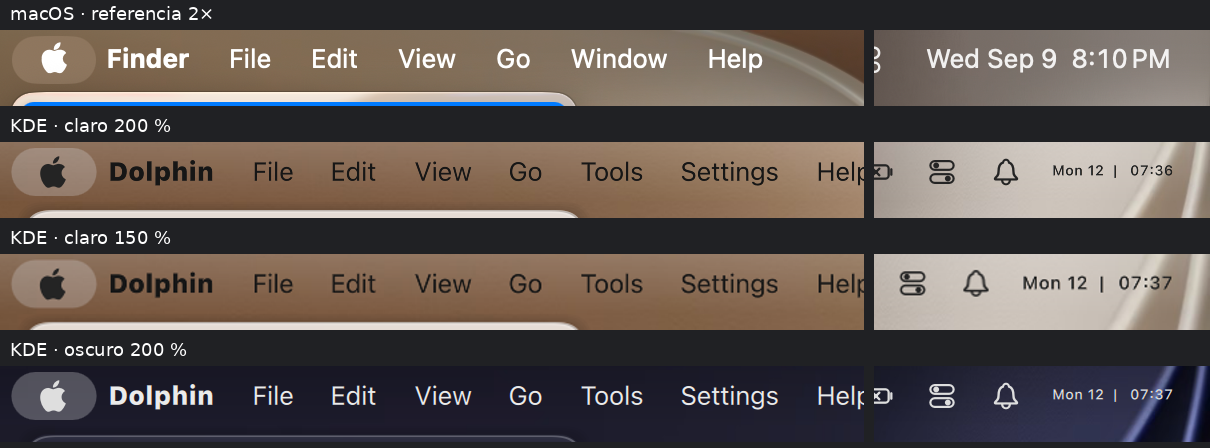 macOS · referencia 2×
Finder File Edit View Go Window Help Wed Sep 9 8:10 PM
KDE · claro 200 %
Dolphin File Edit View Go Tools Settings Help Mon 12 | 07:36
KDE · claro 150 %
Dolphin File Edit View Go Tools Settings Help Mon 12 | 07:37
KDE · oscuro 200 %
Dolphin File Edit View Go Tools Settings Help Mon 12 | 07:37